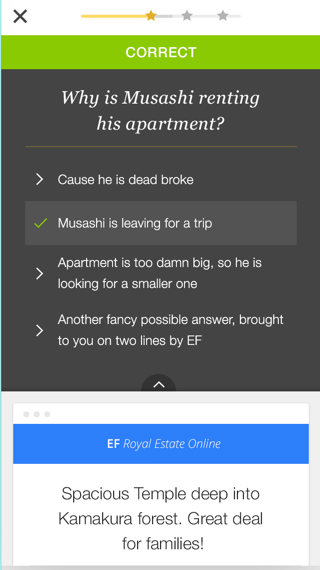 CORRECT
Why is Musashi renting
his apartment?
Cause he is dead broke
Musashi is leaving for a trip
Apartment is too damn big, so he is
looking for a smaller one
Another fancy possible answer, brought
to you on two lines by EF
EF Royal Estate Online
Spacious Temple deep into
Kamakura forest. Great deal
for families!